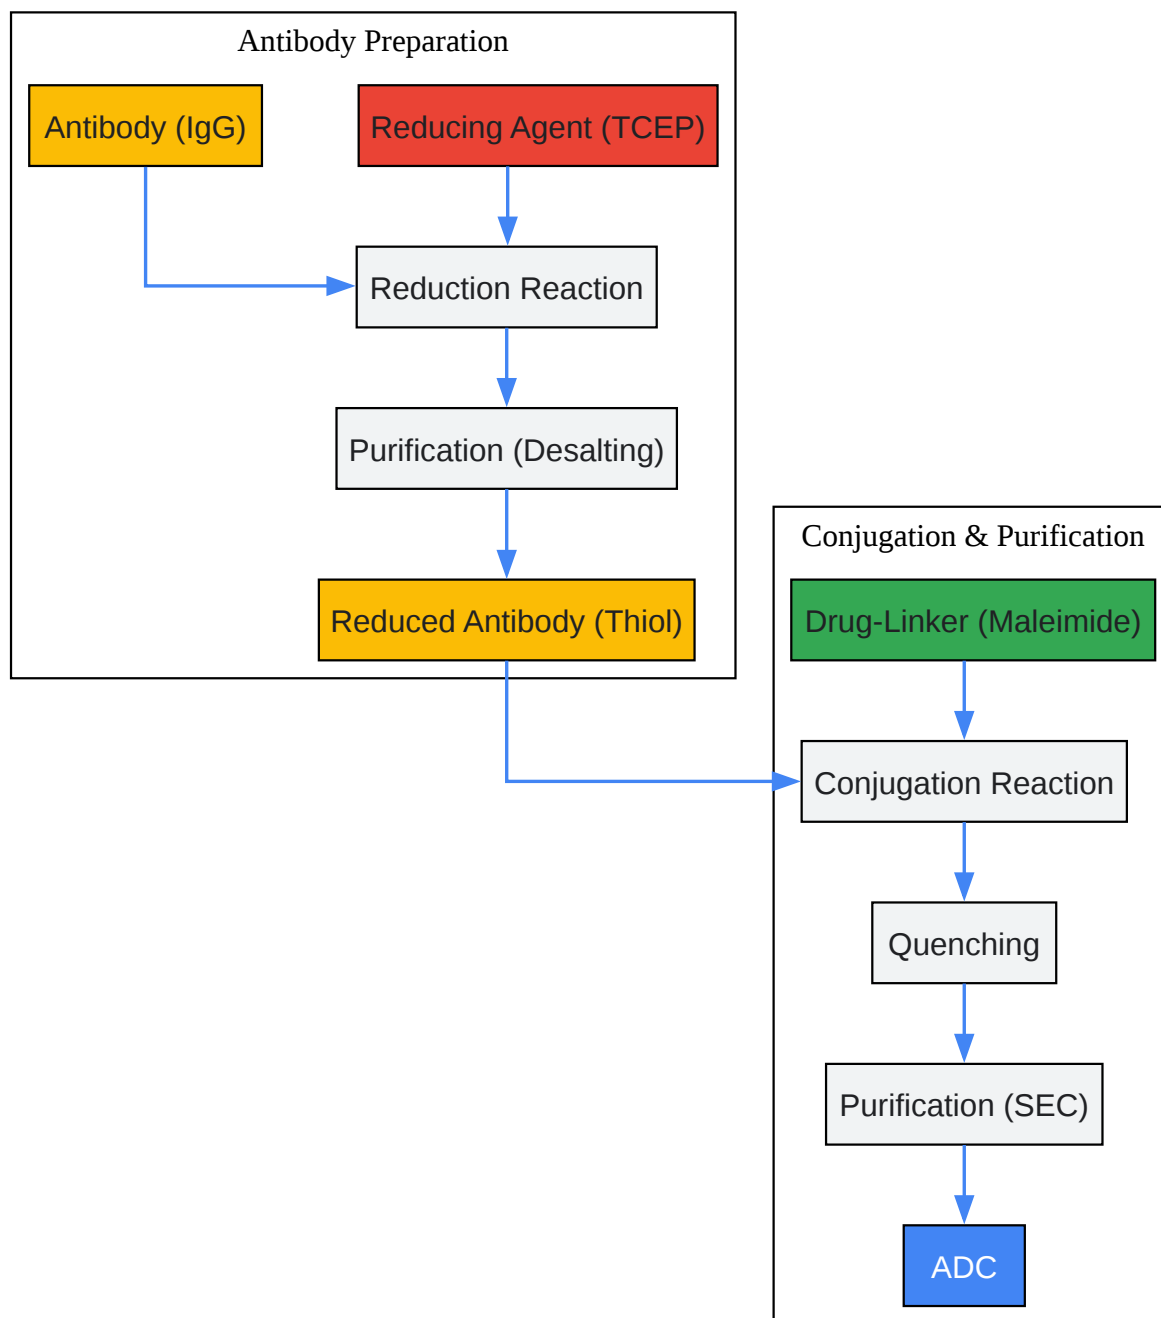 Antibody Preparation
Antibody (IgG)
Reducing Agent (TCEP)
Reduction Reaction
Purification (Desalting)
Reduced Antibody (Thiol)
Conjugation & Purification
Drug-Linker (Maleimide)
Conjugation Reaction
Quenching
Purification (SEC)
ADC